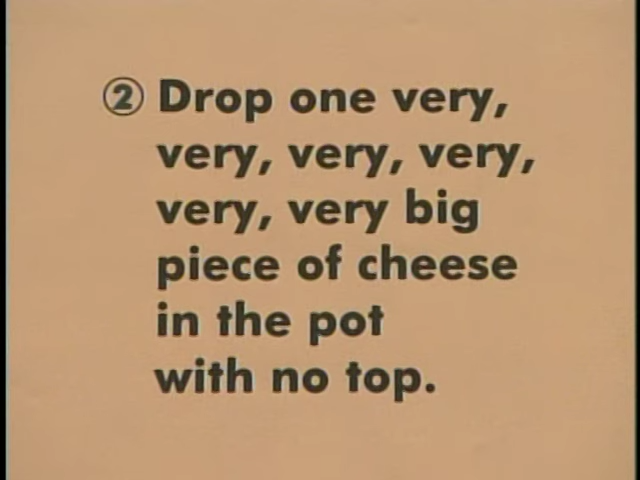 ② Drop one very,
very, very, very,
very, very big
piece of cheese
in the pot
with no top.